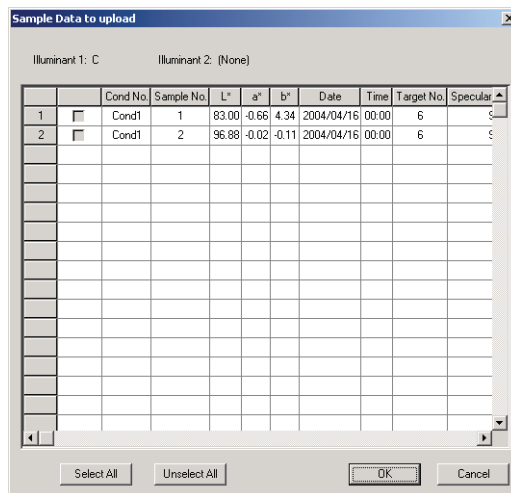 Sample Data to upload
Illuminant 1: C Illuminant 2: (None)
Cond No. Sample No. L* a* b* Date Time Target No. Specular
1 Cond1 1 83.00 -0.66 4.34 2004/04/16 00:00 6 S
2 Cond1 2 96.88 -0.02 -0.11 2004/04/16 00:00 6 S
Select All Unselect All OK Cancel